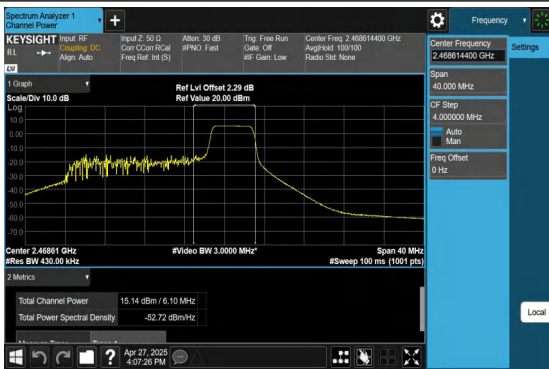 Spectrum Analyzer 1
Channel Power
Frequency
KEYSIGHT
RL
LXI
Input: RF
Coupling: DC
Align: Auto
Input Z: 50 Ω
Corr CCorr RCal
Freq Ref: Int (S)
Atten: 30 dB
#PNO: Fast
Trig: Free Run
Gate: Off
#IF Gain: Low
Center Freq: 2.468614400 GHz
Avg|Hold: 100/100
Radio Std: None
Center Frequency
2.468614400 GHz
Settings
Span
40.000 MHz
CF Step
4.000000 MHz
Auto
Man
Freq Offset
0 Hz
1 Graph
Scale/Div 10.0 dB
Ref Lvl Offset 2.29 dB
Ref Value 20.00 dBm
Log
10.0
0.00
-10.0
-20.0
-30.0
-40.0
-50.0
-60.0
-70.0
Center 2.46861 GHz
#Video BW 3.0000 MHz*
Span 40 MHz
#Res BW 430.00 kHz
#Sweep 100 ms (1001 pts)
2 Metrics
Total Channel Power 15.14 dBm / 6.10 MHz
Total Power Spectral Density -52.72 dBm/Hz
Local
?
Apr 27, 2025
4:07:26 PM